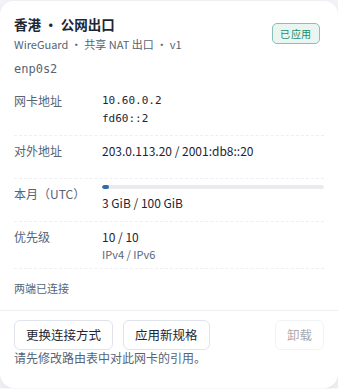 香港 · 公网出口
已应用
WireGuard · 共享 NAT 出口 · v1
enp0s2
网卡地址
10.60.0.2
fd60::2
对外地址
203.0.113.20 / 2001:db8::20
本月（UTC）
3 GiB / 100 GiB
优先级
10 / 10
IPv4 / IPv6
两端已连接
更换连接方式
应用新规格
卸载
请先修改路由表中对此网卡的引用。